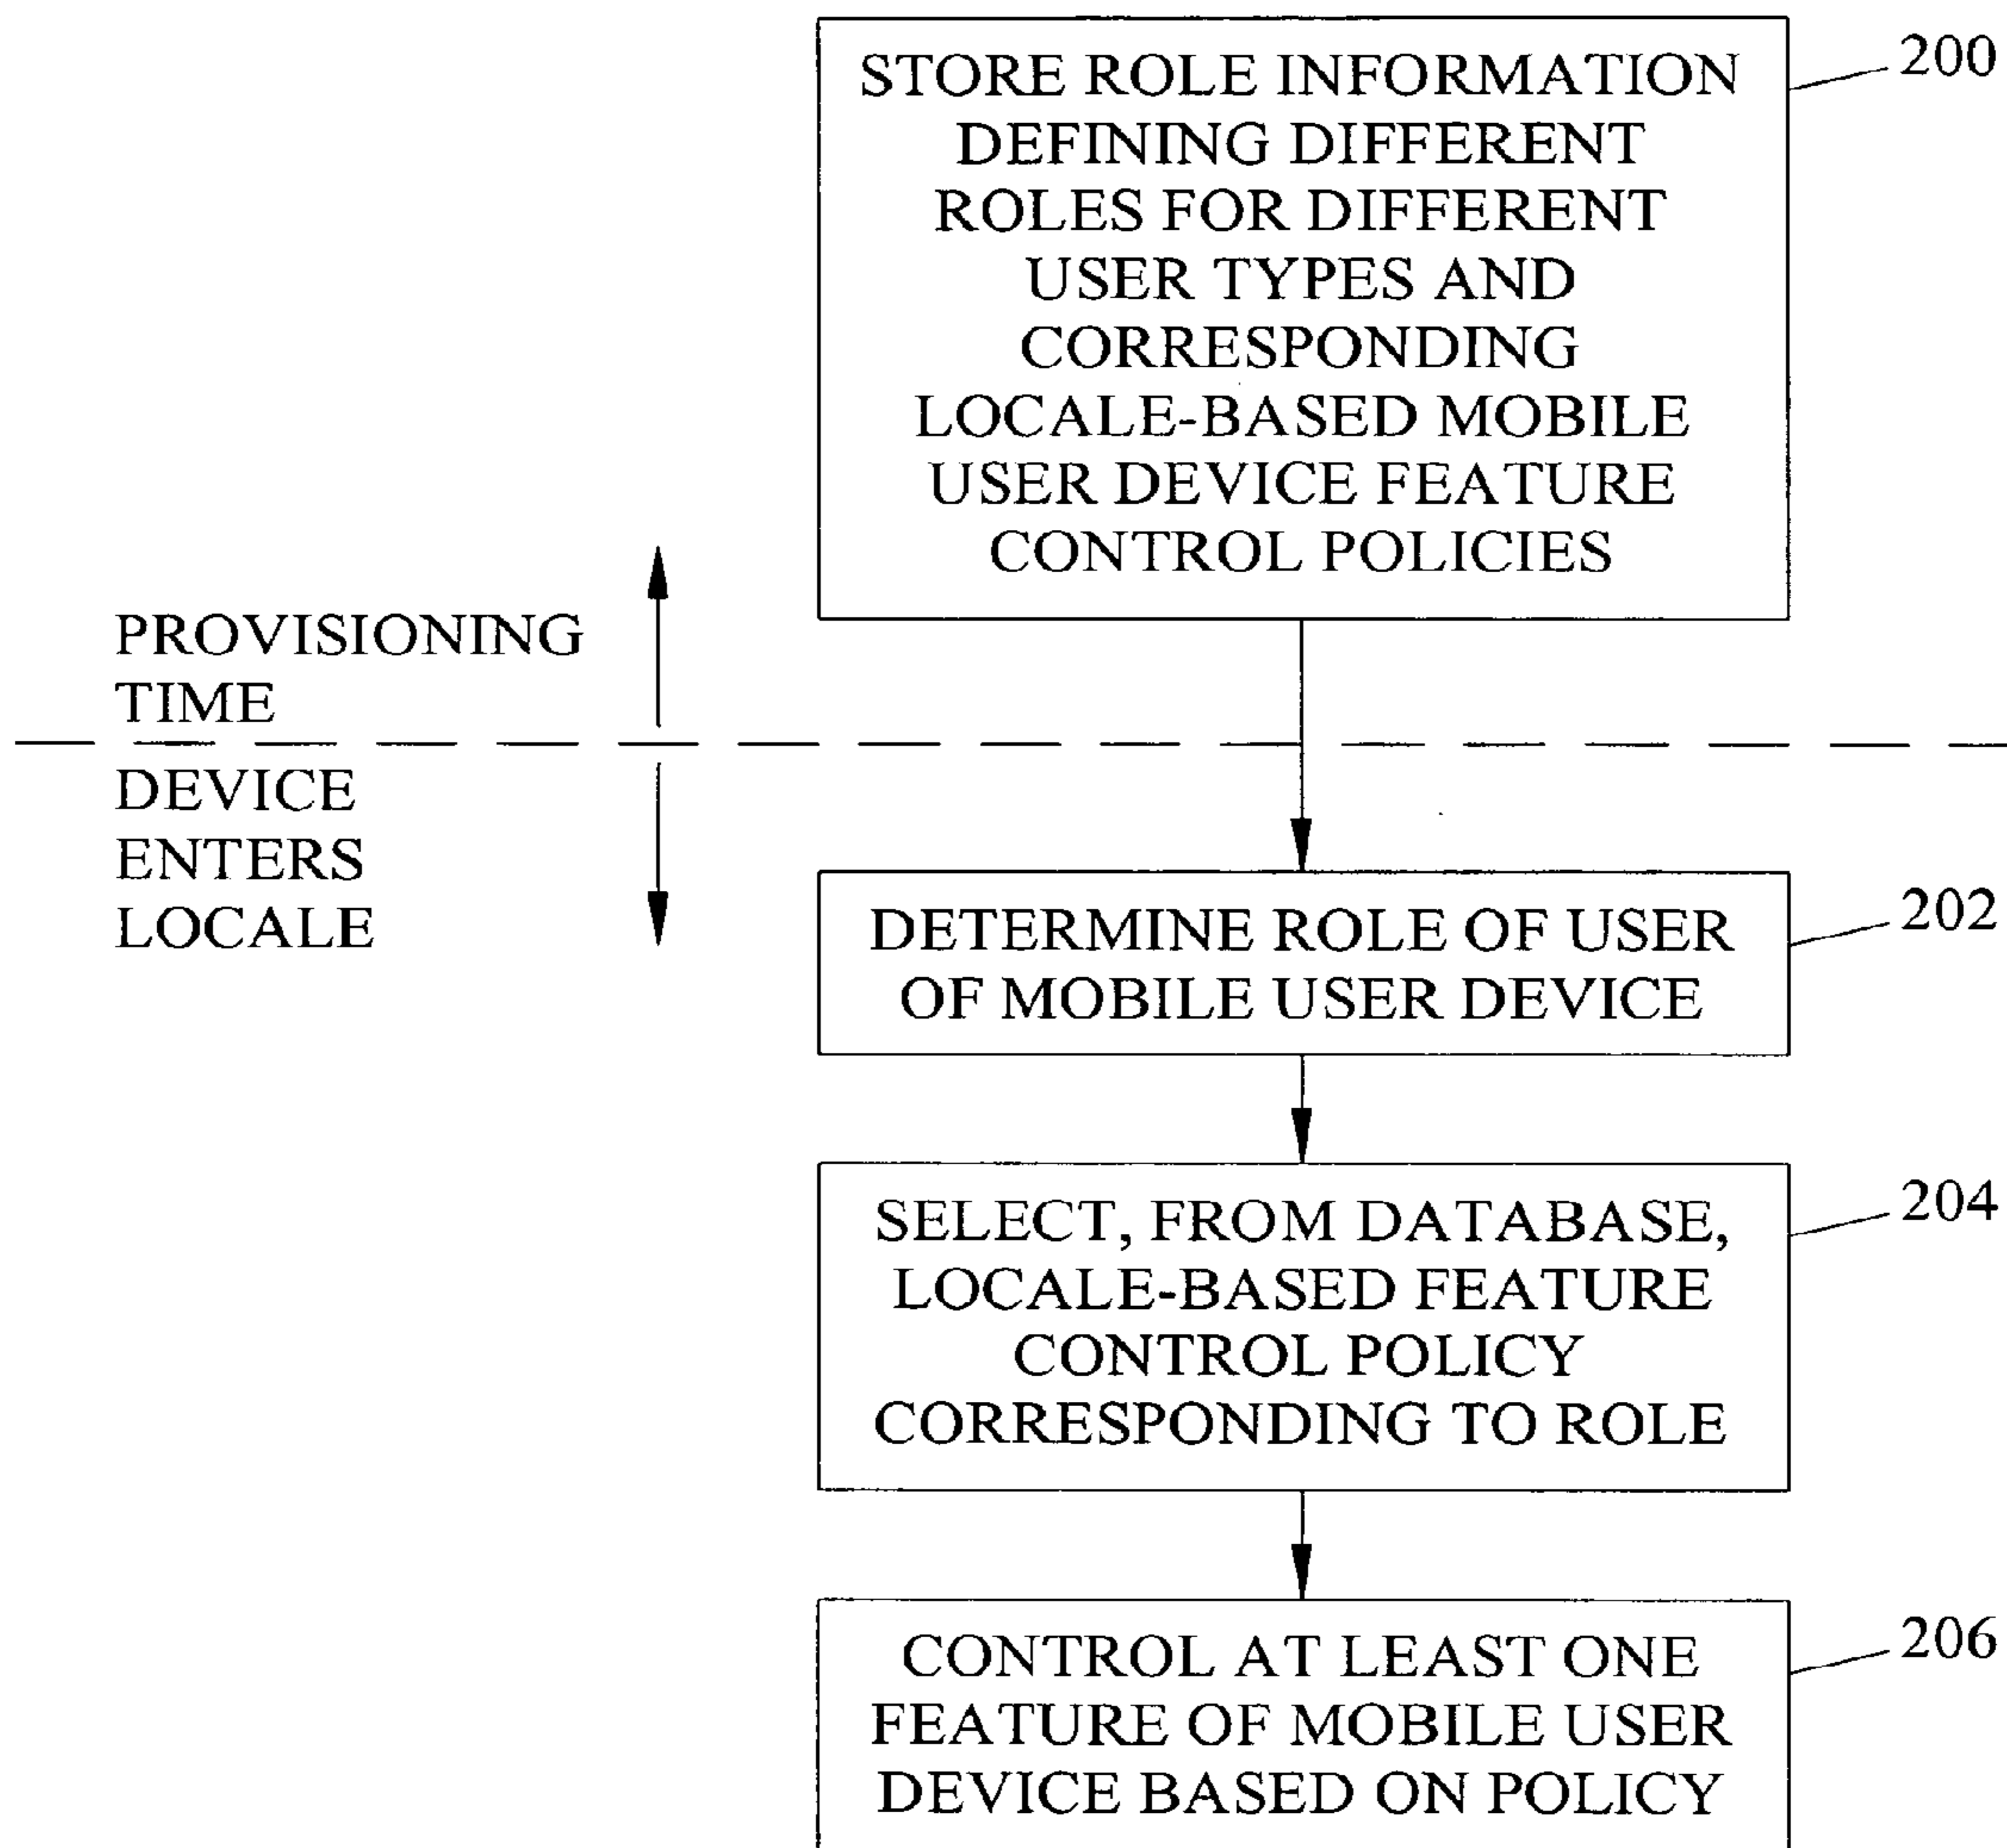 STORE ROLE INFORMATION
DEFINING DIFFERENT
ROLES FOR DIFFERENT
USER TYPES AND
CORRESPONDING
LOCALE-BASED MOBILE
USER DEVICE FEATURE
CONTROL POLICIES
200
PROVISIONING
TIME
DEVICE
ENTERS
LOCALE
DETERMINE ROLE OF USER
OF MOBILE USER DEVICE
202
SELECT, FROM DATABASE,
LOCALE-BASED FEATURE
CONTROL POLICY
CORRESPONDING TO ROLE
204
CONTROL AT LEAST ONE
FEATURE OF MOBILE USER
DEVICE BASED ON POLICY
206